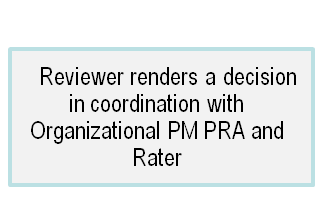 Reviewer renders a decision
in coordination with
Organizational PM PRA and
Rater